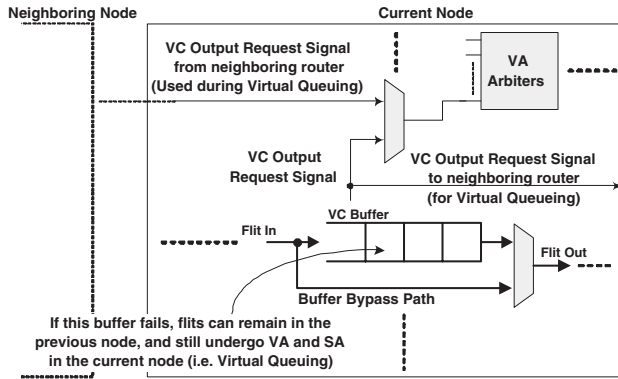 Neighboring Node
Current Node
VC Output Request Signal
from neighboring router
(Used during Virtual Queuing)
VA
Arbiters
VC Output
Request Signal
VC Output Request Signal
to neighboring router
(for Virtual Queueing)
VC Buffer
Flit In
Flit Out
Buffer Bypass Path
If this buffer fails, flits can remain in the
previous node, and still undergo VA and SA
in the current node (i.e. Virtual Queuing)